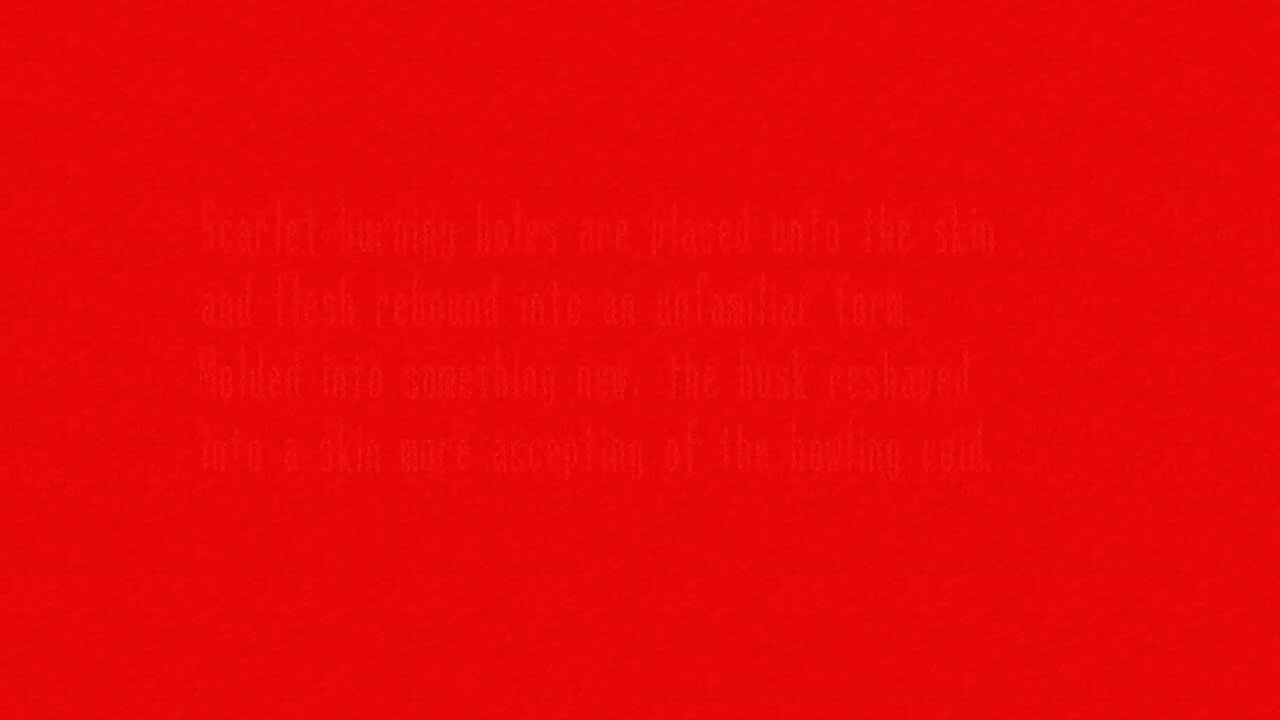 Scarlet burning holes are placed onto the skin
and flesh rebound into an unfamiliar form.
Molded into something new, the husk reshaped
into a skin more accepting of the howling void.